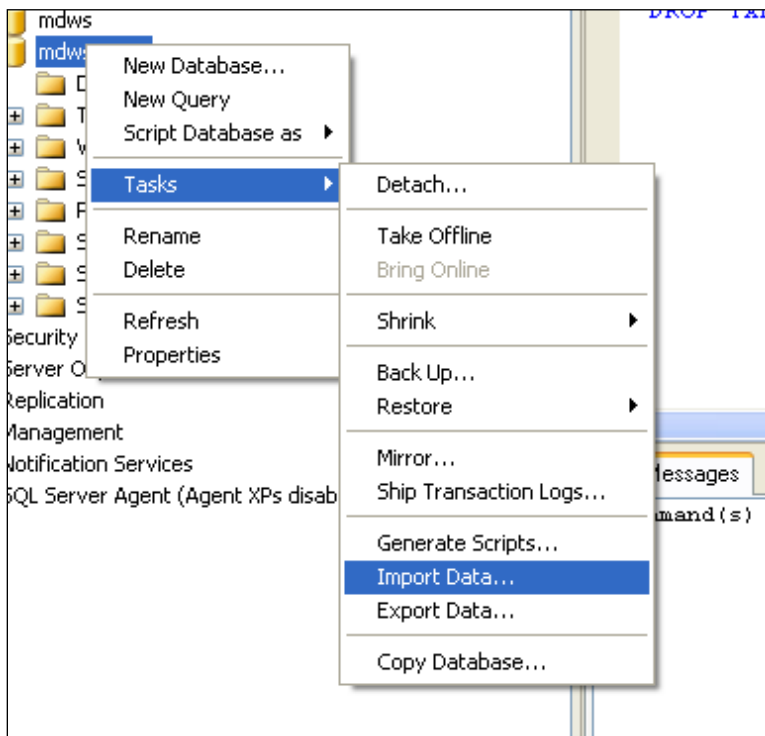 mdws
DROP
mdws
New Database...
New Query
Script Database as
Tasks
Rename
Delete
Refresh
Properties
Detach...
Take Offline
Bring Online
Shrink
Back Up...
Restore
Mirror...
Ship Transaction Logs...
Generate Scripts...
Import Data...
Export Data...
Copy Database...
D
T
V
S
P
S
S
S
Security
Server O
Replication
Management
Notification Services
SQL Server Agent (Agent XPs disab
Messages
mmand(s)